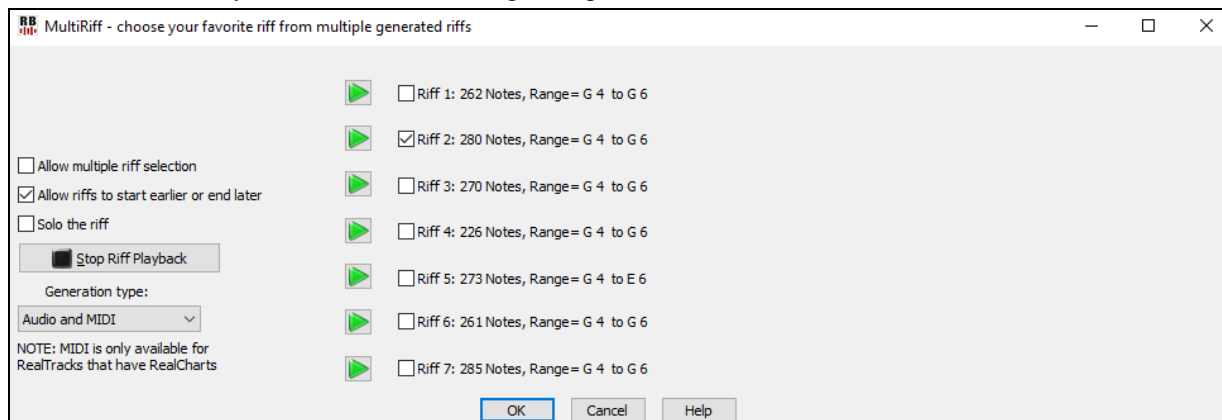 RB MultiRiff - choose your favorite riff from multiple generated riffs
Riff 1: 262 Notes, Range= G 4 to G 6
Riff 2: 280 Notes, Range= G 4 to G 6
Allow multiple riff selection
Riff 3: 270 Notes, Range= G 4 to G 6
Allow riffs to start earlier or end later
Solo the riff
Riff 4: 226 Notes, Range= G 4 to G 6
Stop Riff Playback
Riff 5: 273 Notes, Range= G 4 to E 6
Generation type:
Audio and MIDI
Riff 6: 261 Notes, Range= G 4 to G 6
NOTE: MIDI is only available for
RealTracks that have RealCharts
Riff 7: 285 Notes, Range= G 4 to G 6
OK Cancel Help